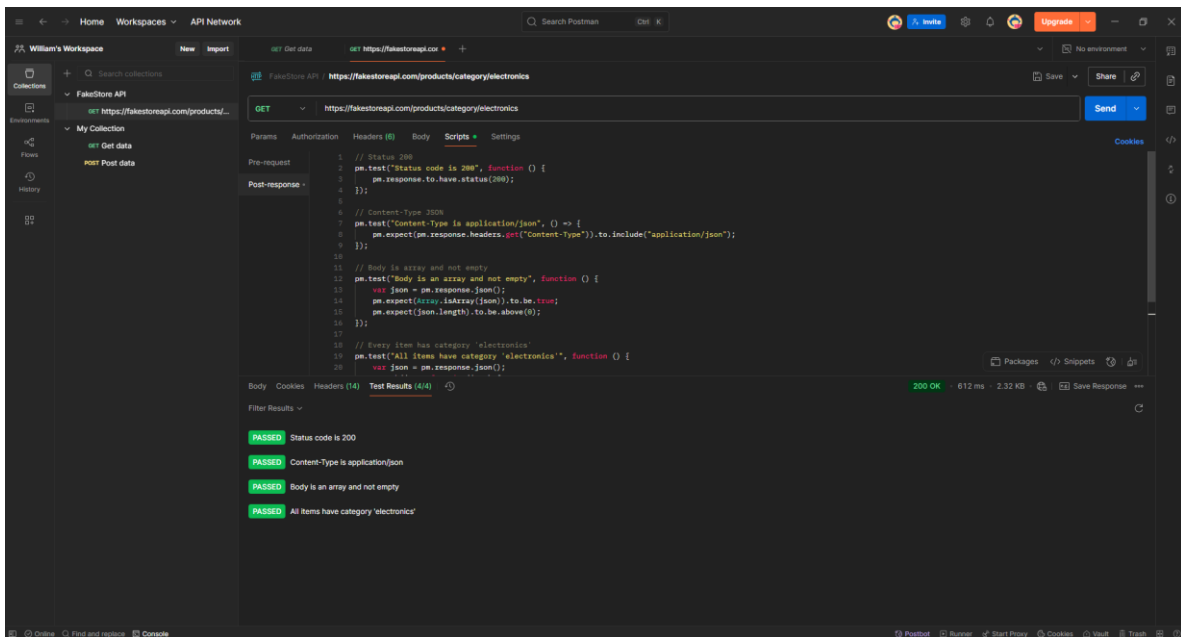 Home Workspaces API Network Search Postman Ctrl K Invite Upgrade
William's Workspace New Import GET Get data GET https://fakestoreapi.cor + No environment
Collections + Search collections
FakeStore API / https://fakestoreapi.com/products/category/electronics Save Share
FakeStore API
GET https://fakestoreapi.com/products/...
GET https://fakestoreapi.com/products/category/electronics Send
Environments
My Collection
GET Get data
POST Post data
Flows
History
Params Authorization Headers (6) Body Scripts Settings Cookies
Pre-request
Post-response
1 // Status 200
2 pm.test("Status code is 200", function () {
3 pm.response.to.have.status(200);
4 });
5
6 // Content-Type JSON
7 pm.test("Content-Type is application/json", () => {
8 pm.expect(pm.response.headers.get("Content-Type")).to.include("application/json");
9 });
10
11 // Body is array and not empty
12 pm.test("Body is an array and not empty", function () {
13 var json = pm.response.json();
14 pm.expect(Array.isArray(json)).to.be.true;
15 pm.expect(json.length).to.be.above(0);
16 });
17
18 // Every item has category 'electronics'
19 pm.test("All items have category 'electronics'", function () {
20 var json = pm.response.json();
Packages </> Snippets
Body Cookies Headers (14) Test Results (4/4) 200 OK · 612 ms · 2.32 KB · Save Response
Filter Results
PASSED Status code is 200
PASSED Content-Type is application/json
PASSED Body is an array and not empty
PASSED All items have category 'electronics'
Online Find and replace Console Postbot Runner Start Proxy Cookies Vault Trash